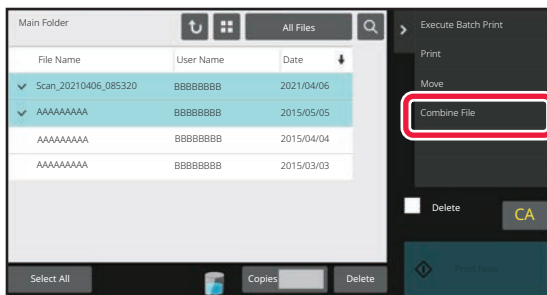 Main Folder
All Files
File Name User Name Date
Scan_20210406_085320 BBBBBBBB 2021/04/06
AAAAAAAAA BBBBBBBB 2015/05/05
AAAAAAAAA BBBBBBBB 2015/04/04
AAAAAAAAA BBBBBBBB 2015/03/03
Select All
Copies
Delete
Execute Batch Print
Print
Move
Combine File
Delete
CA
Print Now